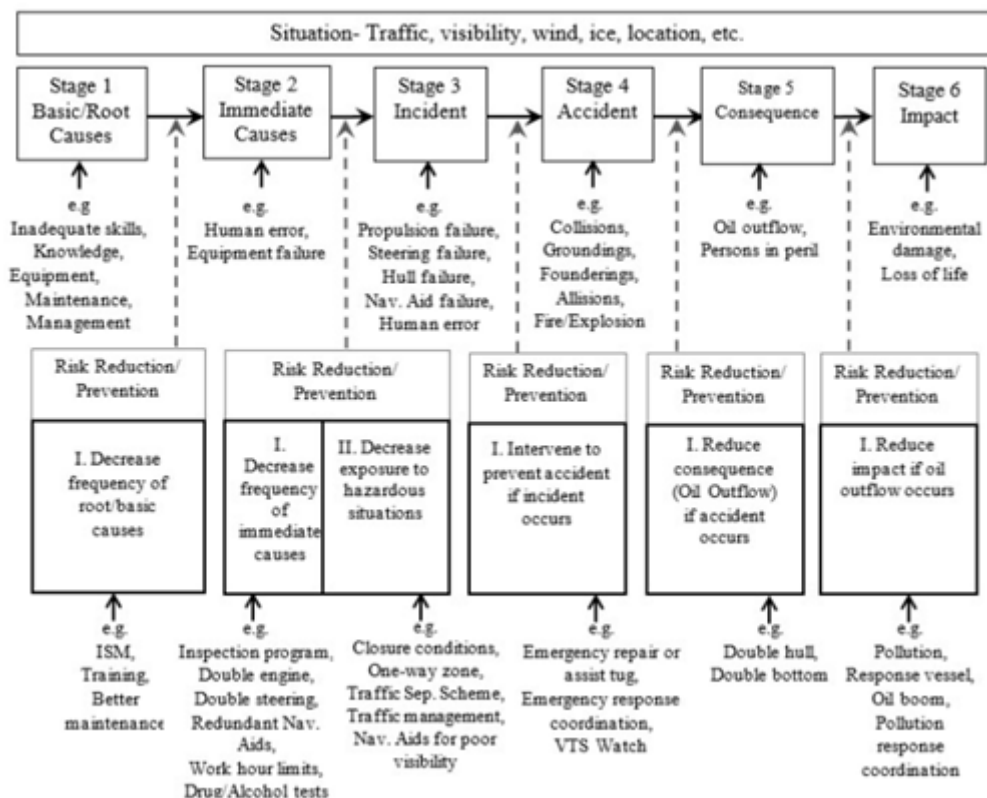 Situation- Traffic, visibility, wind, ice, location, etc.
Stage 1
Basic/Root
Causes
Stage 2
Immediate
Causes
Stage 3
Incident
Stage 4
Accident
Stage 5
Consequence
Stage 6
Impact
e.g
Inadequate skills,
Knowledge,
Equipment,
Maintenance,
Management
e.g.
Human error,
Equipment failure
e.g.
Propulsion failure,
Steering failure,
Hull failure,
Nav. Aid failure,
Human error
e.g.
Collisions,
Groundings,
Founderings,
Allisions,
Fire/Explosion
e.g.
Oil outflow,
Persons in peril
e.g.
Environmental
damage,
Loss of life
Risk Reduction/
Prevention
I. Decrease
frequency of
root/basic
causes
Risk Reduction/
Prevention
I.
Decrease
frequency
of
immediate
causes
II. Decrease
exposure to
hazardous
situations
Risk Reduction/
Prevention
I. Intervene to
prevent accident
if incident
occurs
Risk Reduction/
Prevention
I. Reduce
consequence
(Oil Outflow)
if accident
occurs
Risk Reduction/
Prevention
I. Reduce
impact if oil
outflow occurs
e.g.
ISM,
Training,
Better
maintenance
e.g.
Inspection program,
Double engine,
Double steering,
Redundant Nav.
Aids,
Work hour limits,
Drug/Alcohol tests
e.g.
Closure conditions,
One-way zone,
Traffic Sep. Scheme,
Traffic management,
Nav. Aids for poor
visibility
e.g.
Emergency repair or
assist tug,
Emergency response
coordination,
VTS Watch
e.g.
Double hull,
Double bottom
e.g.
Pollution,
Response vessel,
Oil boom,
Pollution
response
coordination